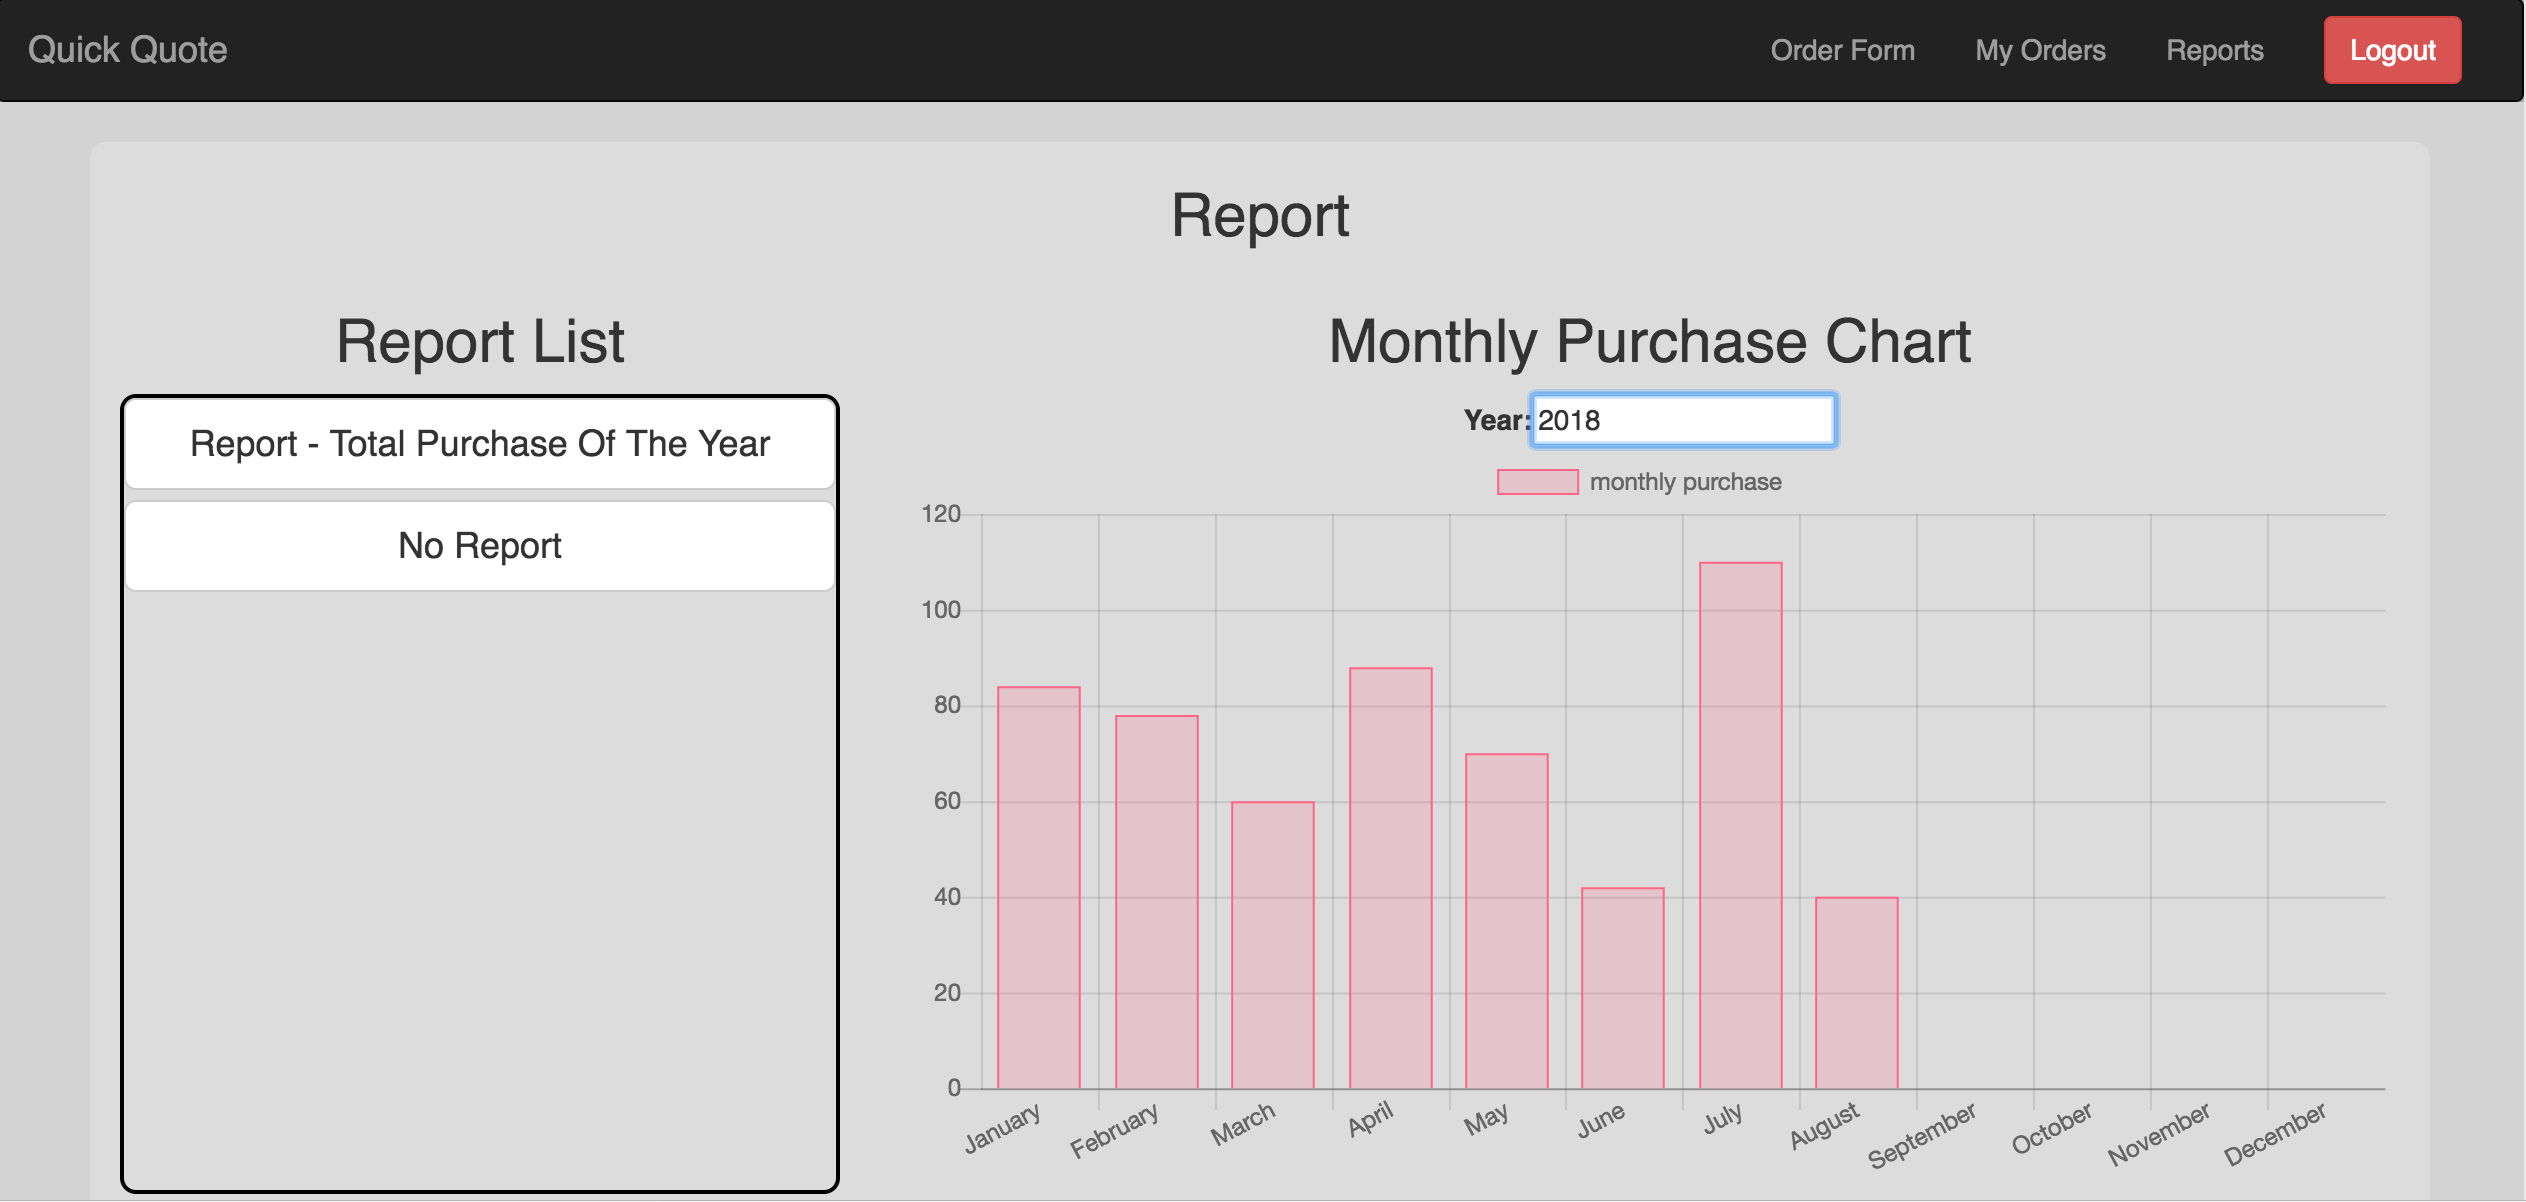 Quick Quote
Order Form
My Orders
Reports
Logout
Report
Report List
Report - Total Purchase Of The Year
No Report
Monthly Purchase Chart
Year: 2018
monthly purchase
120
100
80
60
40
20
0
January
February
March
April
May
June
July
August
September
October
November
December